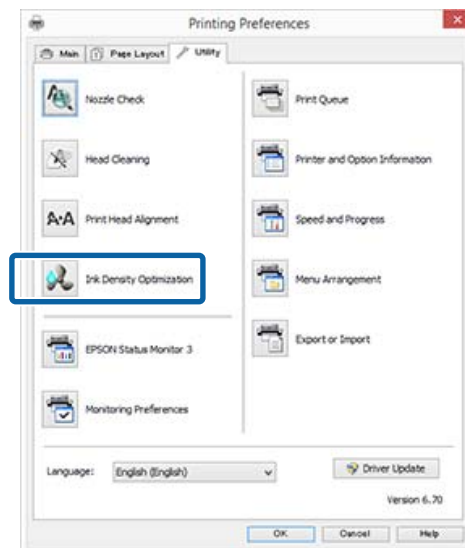 Printing Preferences
Main Page Layout Utility
Nozzle Check
Print Queue
Head Cleaning
Printer and Option Information
A·A Print Head Alignment
Speed and Progress
Ink Density Optimization
Menu Arrangement
EPSON Status Monitor 3
Export or Import
Monitoring Preferences
Language: English (English)
Driver Update
Version 6.70
OK Cancel Help